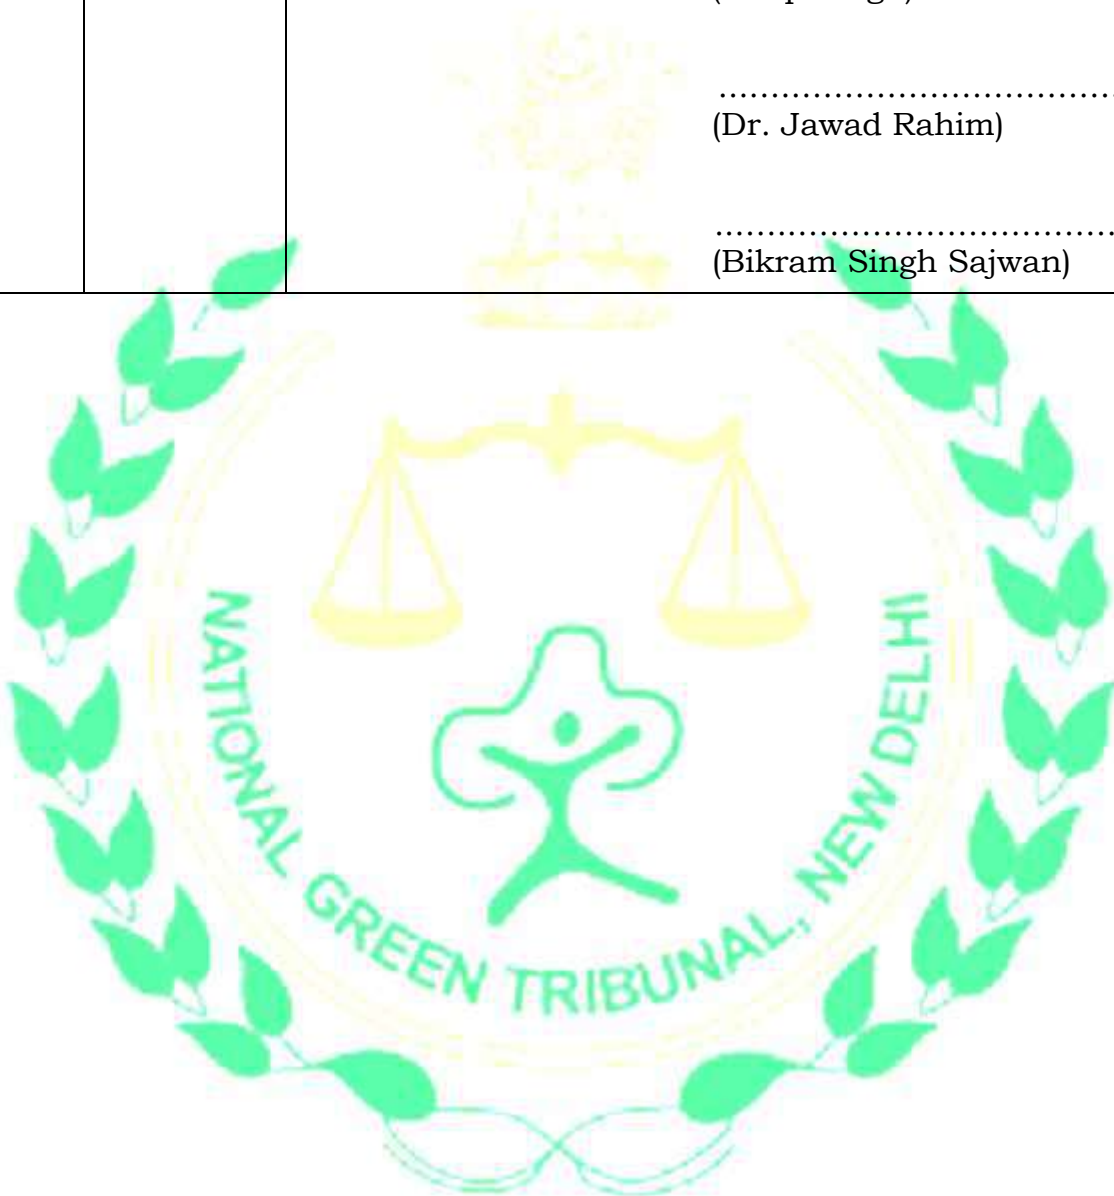 ....................................
(Dr. Jawad Rahim)
....................................
(Bikram Singh Sajwan)
NATIONAL GREEN TRIBUNAL, NEW DELHI